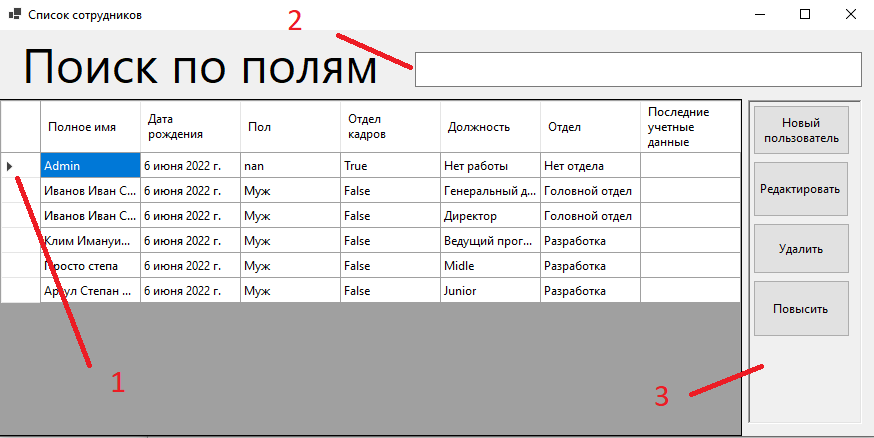 Список сотрудников
2
Поиск по полям
Полное имя Дата рождения Пол Отдел кадров Должность Отдел Последние учетные данные
Admin 6 июня 2022 г. nan True Нет работы Нет отдела
Иванов Иван С... 6 июня 2022 г. Муж False Генеральный д... Головной отдел
Иванов Иван С... 6 июня 2022 г. Муж False Директор Головной отдел
Клим Имануи... 6 июня 2022 г. Муж False Ведущий прог... Разработка
Просто степа 6 июня 2022 г. Муж False Midle Разработка
Степан ... 6 июня 2022 г. Муж False Junior Разработка
Новый
пользователь
Редактировать
Удалить
Повысить
1
3